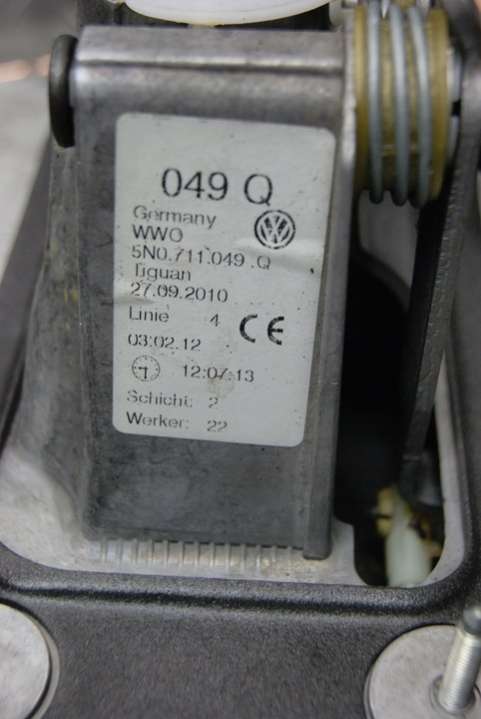 049 Q
Germany
WWO
5N0.711.049 .Q
Tiguan
27.09.2010
Linie 4 CE
03:02.12
12:07:13
Schicht: 2
Werker: 22